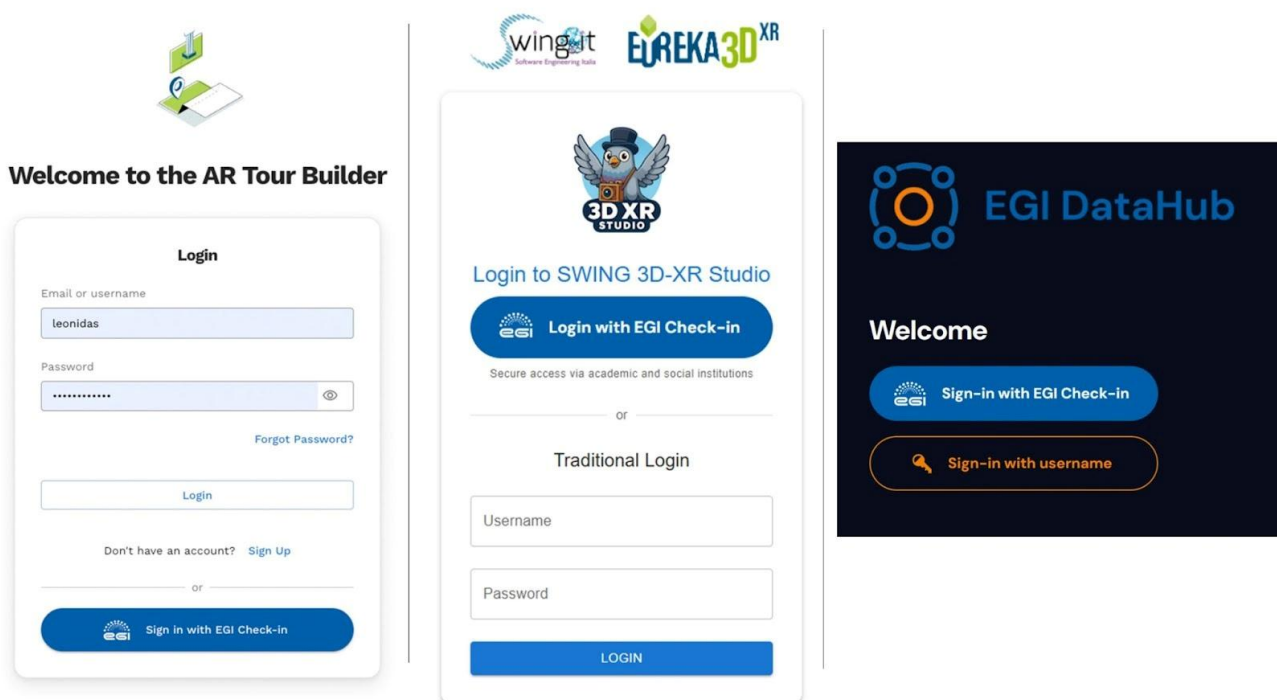 Welcome to the AR Tour Builder
Login
Email or username
leonidas
Password
••••••••••••
Forgot Password?
Login
Don't have an account? Sign Up
or
egi Sign in with EGI Check-in
Swing:it
Software Engineering Italia
EUREKA3D XR
3D XR
STUDIO
Login to SWING 3D-XR Studio
egi Login with EGI Check-in
Secure access via academic and social institutions
or
Traditional Login
Username
Password
LOGIN
EGI DataHub
Welcome
egi Sign-in with EGI Check-in
Sign-in with username